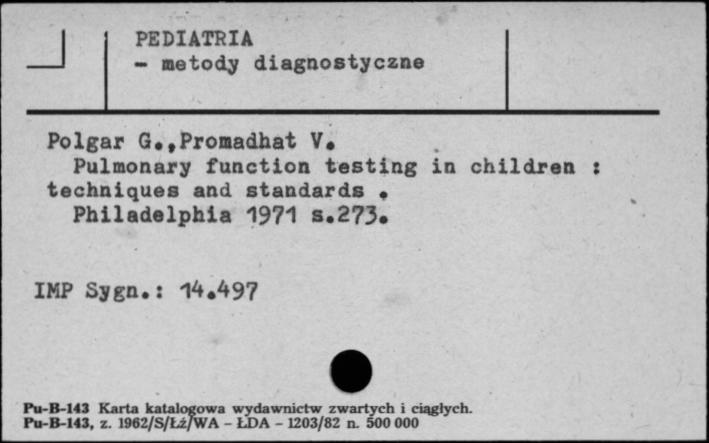 PEDIATRIA
- metody diagnostyczne
Polgar G.,Promadhat V.
Pulmonary function testing in children :
techniques and standards .
Philadelphia 1971 s.273.
IMP Sygn.: 14.497
Pu-B-143 Karta katalogowa wydawnictw zwartych i ciągłych.
Pu-B-143, z. 1962/S/Łż/WA - ŁDA - 1203/82 n. 500 000